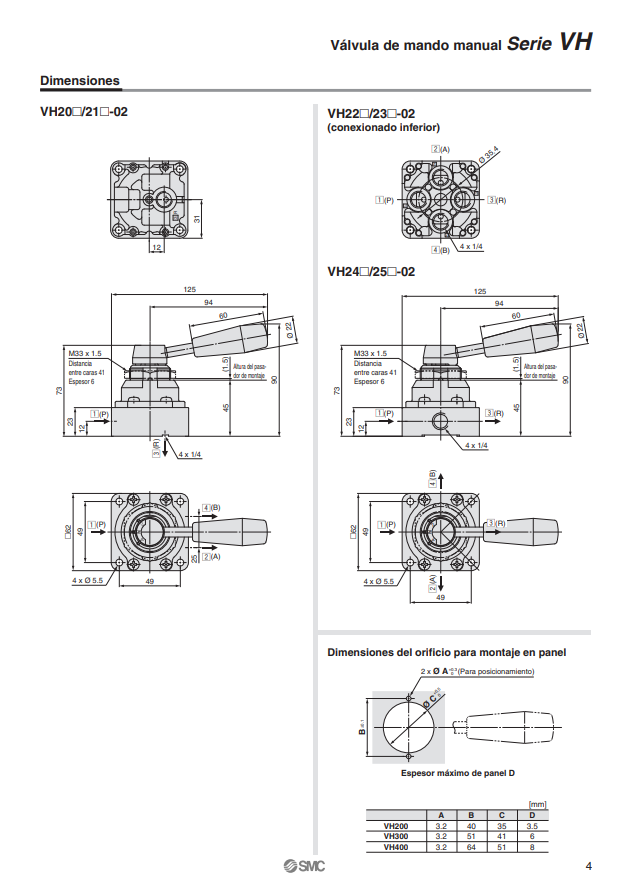 Válvula de mando manual Serie VH
Dimensiones
VH20□/21□-02
31
12
125
94
60
Ø 22
M33 x 1.5
Distancia
entre caras 41
Espesor 6
(1.5)
Altura del pasa-
dor de montaje
90
73
45
23
12
1(P)
3(R)
4 x 1/4
4(B)
1(P)
□62
49
25
2(A)
4 x Ø 5.5
49
VH22□/23□-02
(conexionado inferior)
2(A)
Ø 35.4
1(P)
3(R)
4(B)
4 x 1/4
VH24□/25□-02
125
94
60
Ø 22
M33 x 1.5
Distancia
entre caras 41
Espesor 6
(1.5)
Altura del pasa-
dor de montaje
90
73
45
23
12
1(P)
3(R)
4 x 1/4
4(B)
1(P)
3(R)
□62
49
2(A)
4 x Ø 5.5
49
Dimensiones del orificio para montaje en panel
2 x Ø A +0.3 0 (Para posicionamiento)
Ø C
B
Espesor máximo de panel D
[mm]
A B C D
VH200 3.2 40 35 3.5
VH300 3.2 51 41 6
VH400 3.2 64 51 8
SMC
4